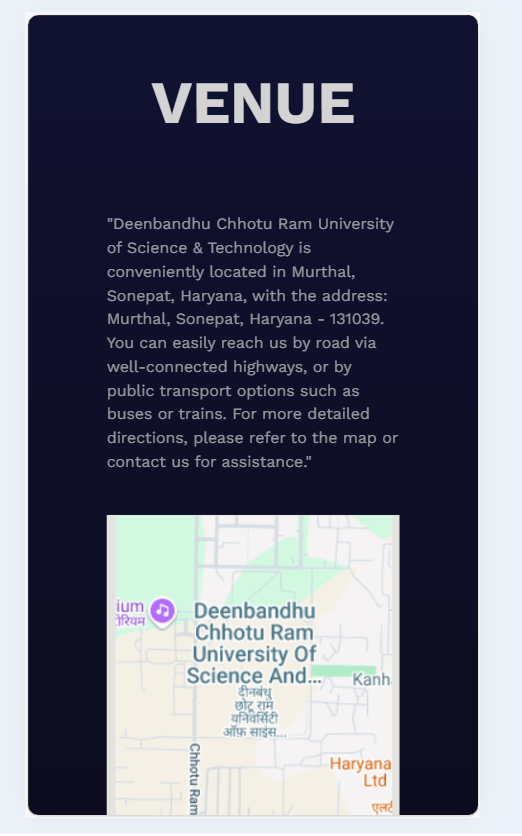 VENUE
"Deenbandhu Chhotu Ram University
of Science & Technology is
conveniently located in Murthal,
Sonepat, Haryana, with the address:
Murthal, Sonepat, Haryana - 131039.
You can easily reach us by road via
well-connected highways, or by
public transport options such as
buses or trains. For more detailed
directions, please refer to the map or
contact us for assistance."
ium
टोरियम
Deenbandhu
Chhotu Ram
University Of
Science And...
दीनबंधु
छोटू राम
यूनिवर्सिटी
ऑफ़ साइंस...
Kanh
Chhotu Ram
Haryana
Ltd
एलट